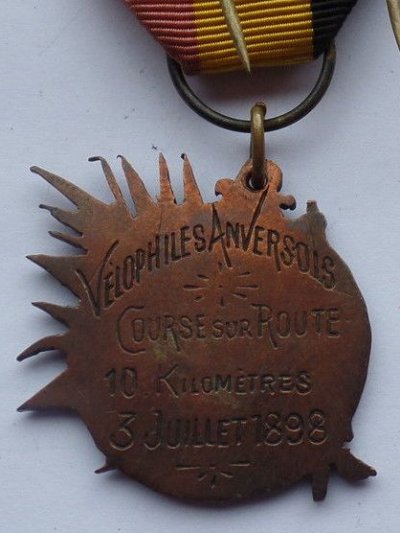 VÉLOPHILES ANVERSOIS
COURSE SUR ROUTE
10 KILOMÈTRES
3 JUILLET 1898